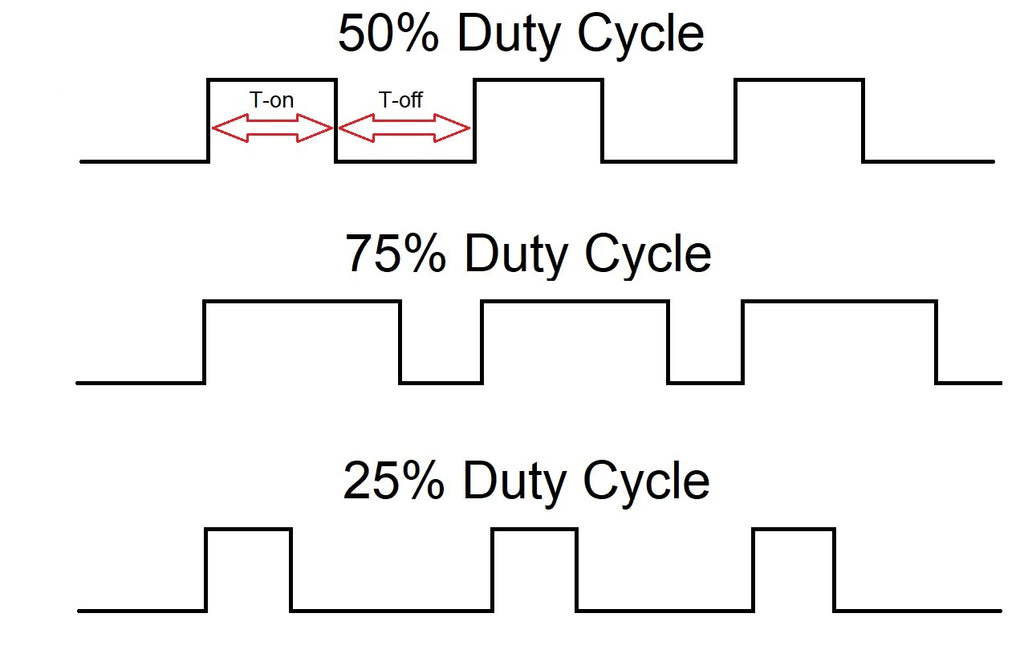 50% Duty Cycle
T-on
T-off
75% Duty Cycle
25% Duty Cycle